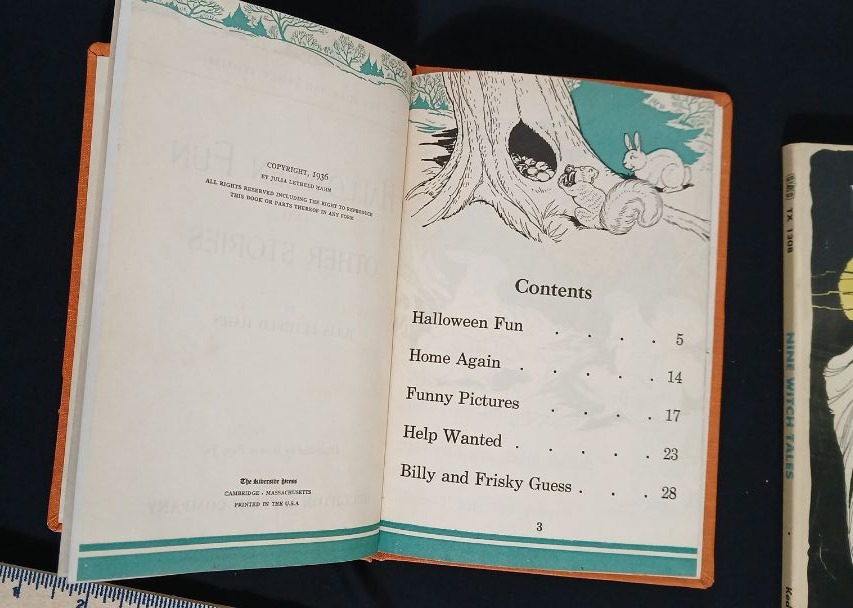 COPYRIGHT, 1936
BY JULIA LETHELD HAHN
ALL RIGHTS RESERVED INCLUDING THE RIGHT TO REPRODUCE
THIS BOOK OR PARTS THEREOF IN ANY FORM
The Riverside Press
CAMBRIDGE · MASSACHUSETTS
PRINTED IN THE U.S.A
Contents
Halloween Fun . . . . 5
Home Again . . . . . 14
Funny Pictures . . . . 17
Help Wanted . . . . . 23
Billy and Frisky Guess . . . 28
3
TX 1308
NINE WITCH TALES
2